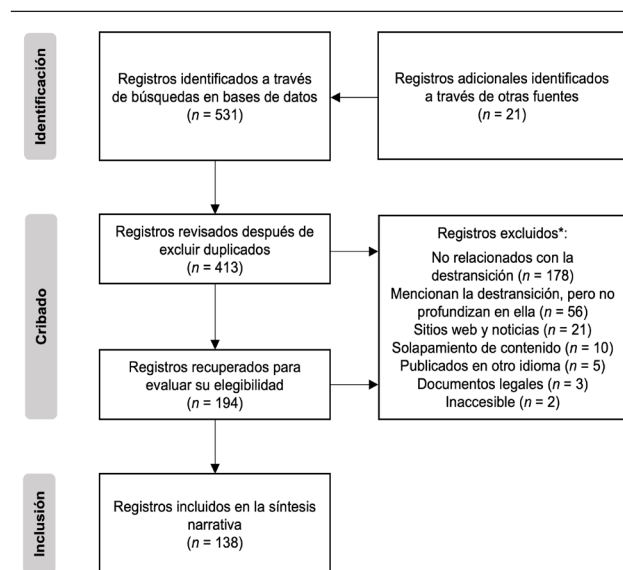 Identificación
Registros identificados a través
de búsquedas en bases de datos
(n = 531)
Registros adicionales identificados
a través de otras fuentes
(n = 21)
Cribado
Registros revisados después de
excluir duplicados
(n = 413)
Registros excluidos*:
No relacionados con la
destransición (n = 178)
Mencionan la destransición, pero no
profundizan en ella (n = 56)
Sitios web y noticias (n = 21)
Solapamiento de contenido (n = 10)
Publicados en otro idioma (n = 5)
Documentos legales (n = 3)
Inaccesible (n = 2)
Registros recuperados para
evaluar su elegibilidad
(n = 194)
Inclusión
Registros incluidos en la síntesis
narrativa
(n = 138)